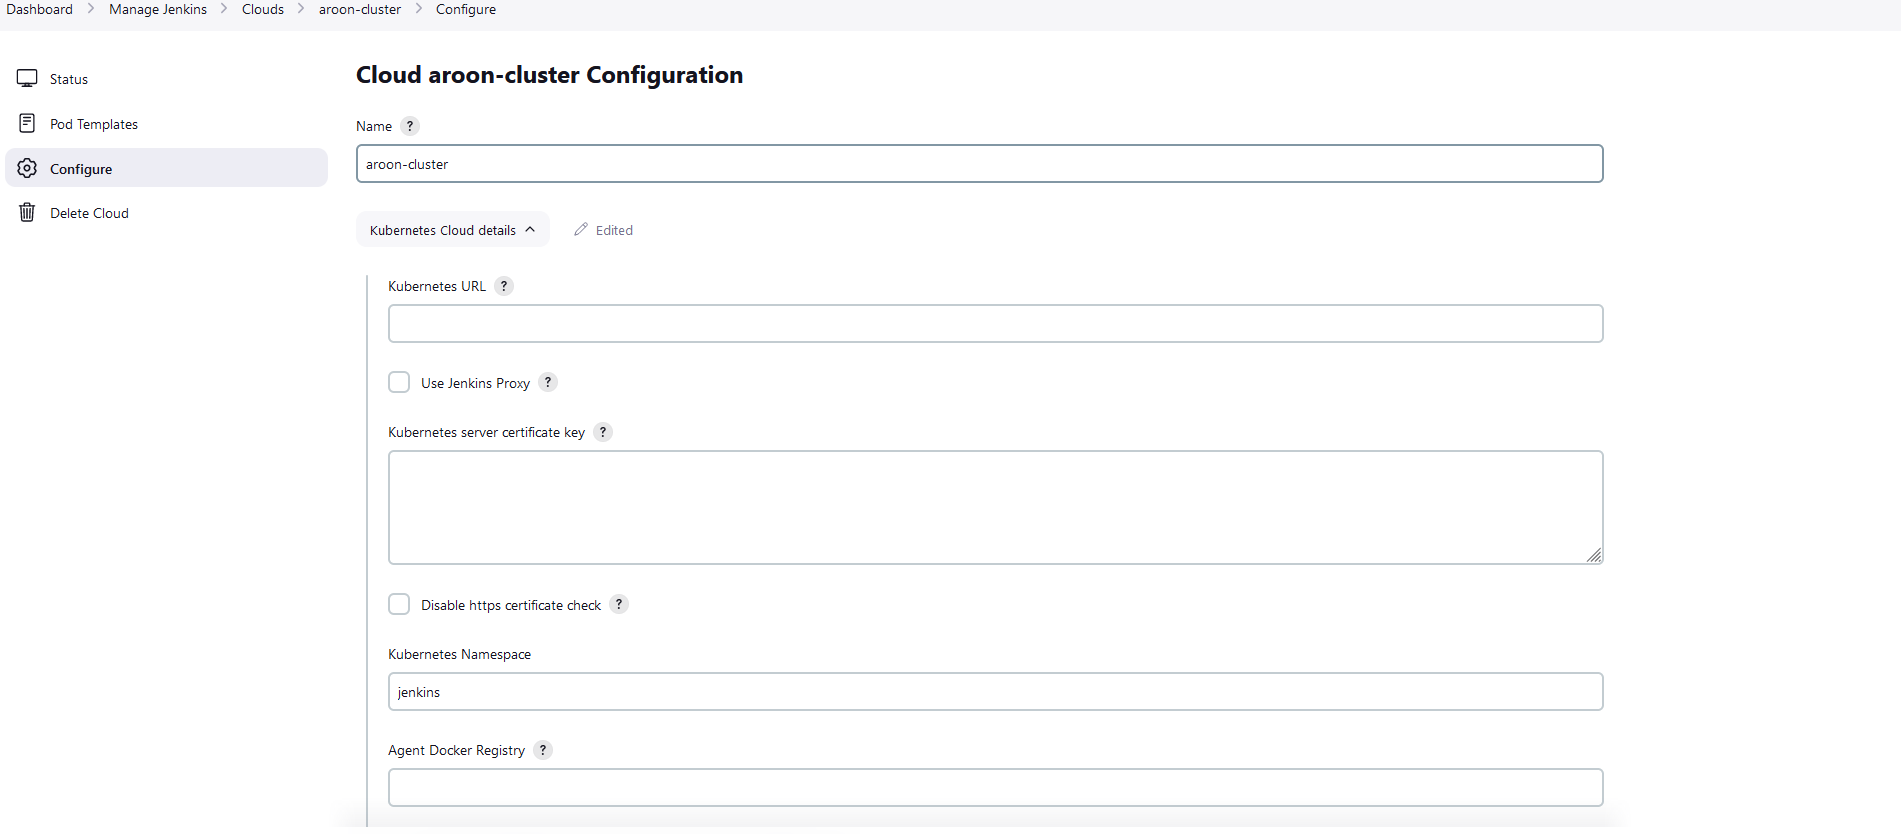 Dashboard > Manage Jenkins > Clouds > aroon-cluster > Configure
Status
Pod Templates
Configure
Delete Cloud
Cloud aroon-cluster Configuration
Name ?
aroon-cluster
Kubernetes Cloud details Edited
Kubernetes URL ?
Use Jenkins Proxy ?
Kubernetes server certificate key ?
Disable https certificate check ?
Kubernetes Namespace
jenkins
Agent Docker Registry ?